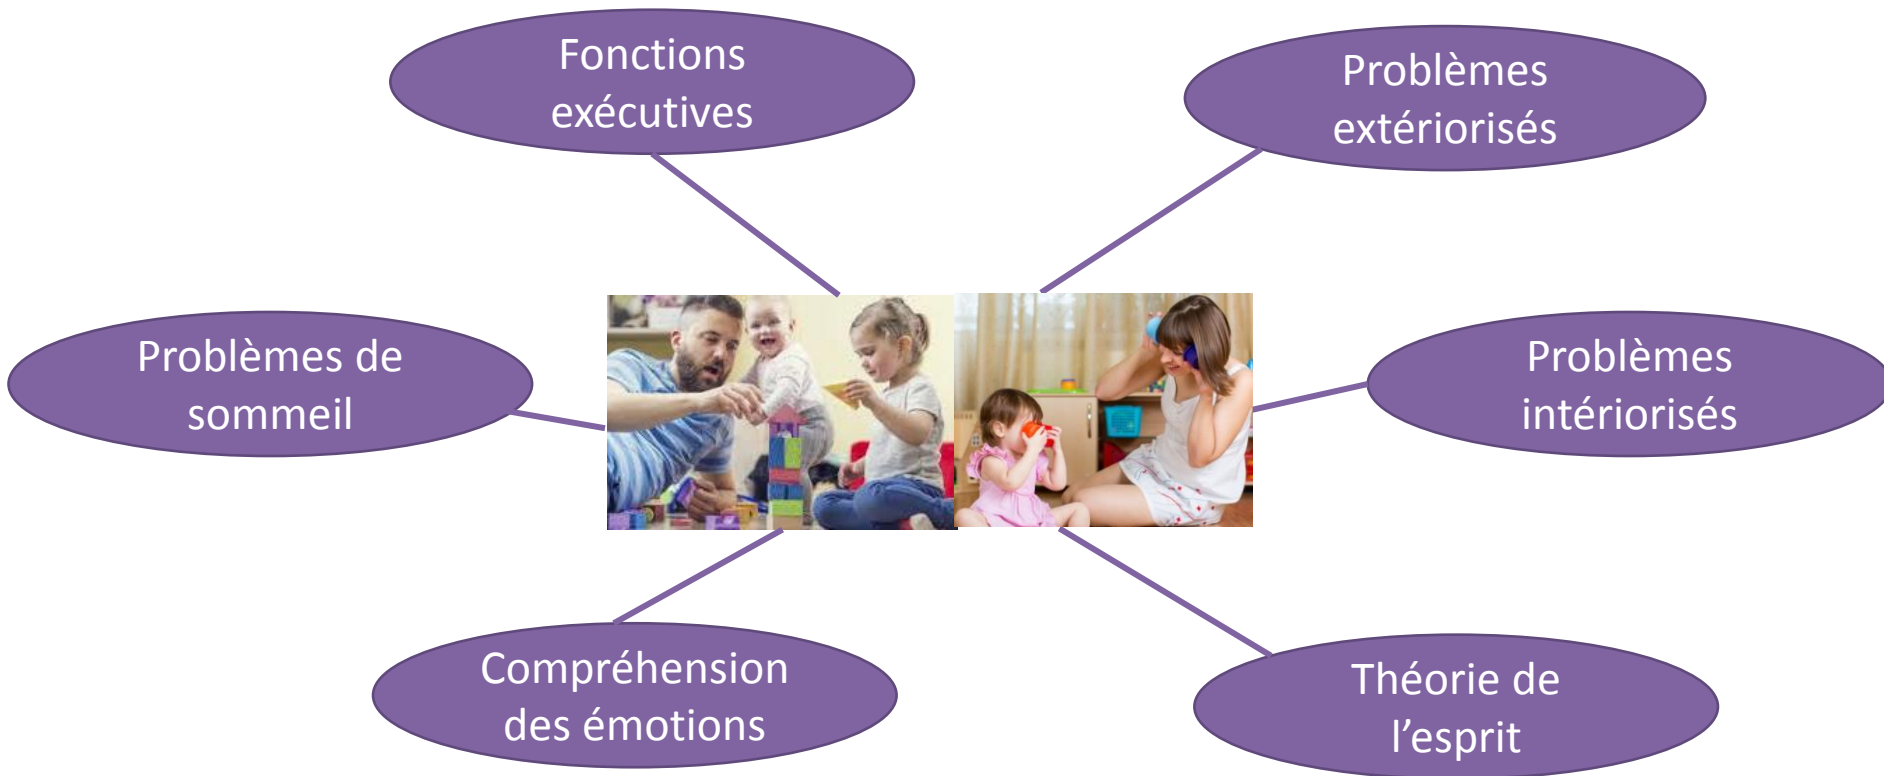 Fonctions
exécutives
Problèmes
extériorisés
Problèmes de
sommeil
Problèmes
intériorisés
Compréhension
des émotions
Théorie de
l’esprit